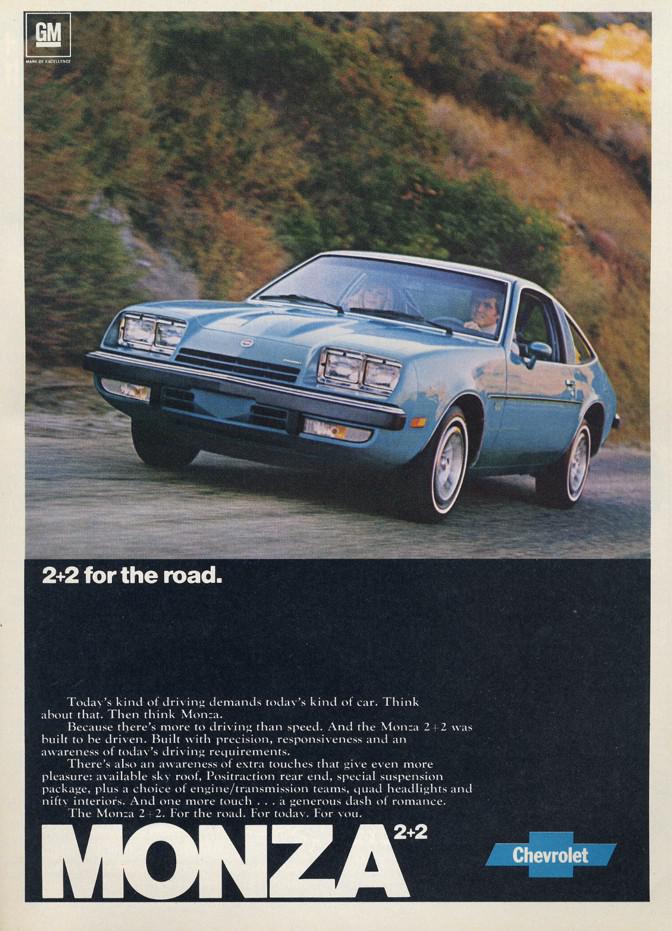 GM
MARK OF EXCELLENCE
2+2 for the road.
Today's kind of driving demands today's kind of car. Think
about that. Then think Monza.
Because there's more to driving than speed. And the Monza 2+2 was
built to be driven. Built with precision, responsiveness and an
awareness of today's driving requirements.
There's also an awareness of extra touches that give even more
pleasure: available sky roof, Positraction rear end, special suspension
package, plus a choice of engine/transmission teams, quad headlights and
nifty interiors. And one more touch . . . a generous dash of romance.
The Monza 2+2. For the road. For today. For you.
MONZA 2+2
Chevrolet